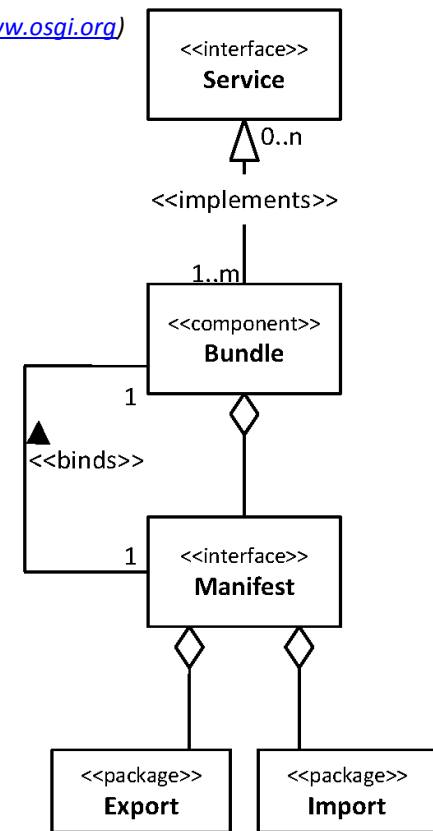 ww.osgi.org)
<<interface>>
Service
0..n
<<implements>>
1..m
<<component>>
Bundle
1
<<binds>>
1
<<interface>>
Manifest
<<package>>
Export
<<package>>
Import